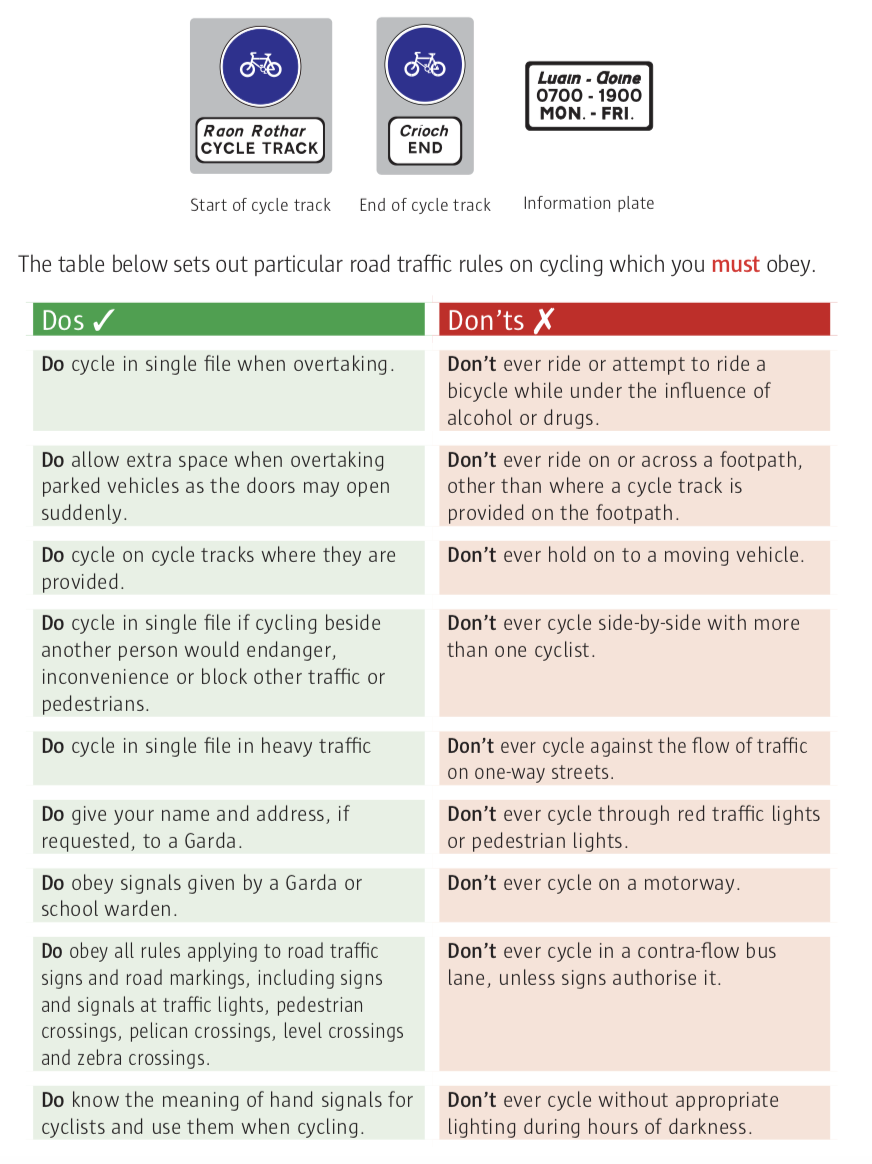 Raon Rothar
CYCLE TRACK
Críoch
END
Luain - Aoine
0700 - 1900
MON. - FRI.
Start of cycle track
End of cycle track
Information plate
The table below sets out particular road traffic rules on cycling which you must obey.
Dos ✓
Don'ts ✗
Do cycle in single file when overtaking.
Don't ever ride or attempt to ride a
bicycle while under the influence of
alcohol or drugs.
Do allow extra space when overtaking
parked vehicles as the doors may open
suddenly.
Don't ever ride on or across a footpath,
other than where a cycle track is
provided on the footpath.
Do cycle on cycle tracks where they are
provided.
Don't ever hold on to a moving vehicle.
Do cycle in single file if cycling beside
another person would endanger,
inconvenience or block other traffic or
pedestrians.
Don't ever cycle side-by-side with more
than one cyclist.
Do cycle in single file in heavy traffic
Don't ever cycle against the flow of traffic
on one-way streets.
Do give your name and address, if
requested, to a Garda.
Don't ever cycle through red traffic lights
or pedestrian lights.
Do obey signals given by a Garda or
school warden.
Don't ever cycle on a motorway.
Do obey all rules applying to road traffic
signs and road markings, including signs
and signals at traffic lights, pedestrian
crossings, pelican crossings, level crossings
and zebra crossings.
Don't ever cycle in a contra-flow bus
lane, unless signs authorise it.
Do know the meaning of hand signals for
cyclists and use them when cycling.
Don't ever cycle without appropriate
lighting during hours of darkness.